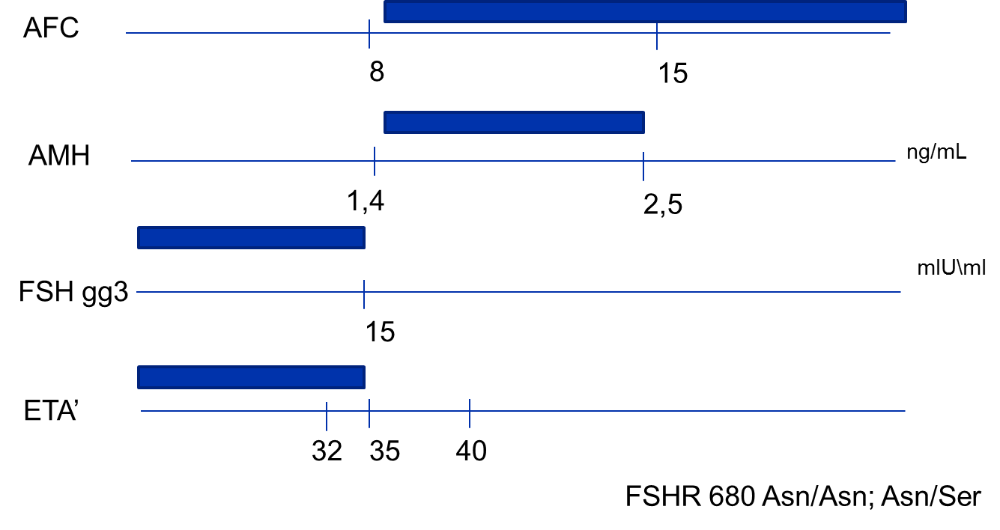 AFC
8
15
AMH
ng/mL
1,4
2,5
mIU\ml
FSH gg3
15
ETA’
32
35
40
FSHR 680 Asn/Asn; Asn/Ser